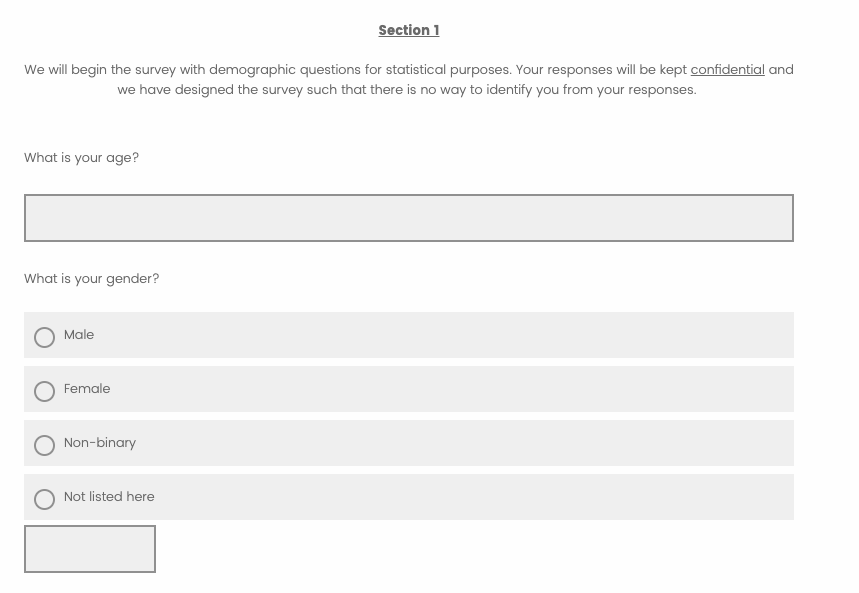 Section 1
We will begin the survey with demographic questions for statistical purposes. Your responses will be kept confidential and
we have designed the survey such that there is no way to identify you from your responses.
What is your age?
What is your gender?
Male
Female
Non-binary
Not listed here